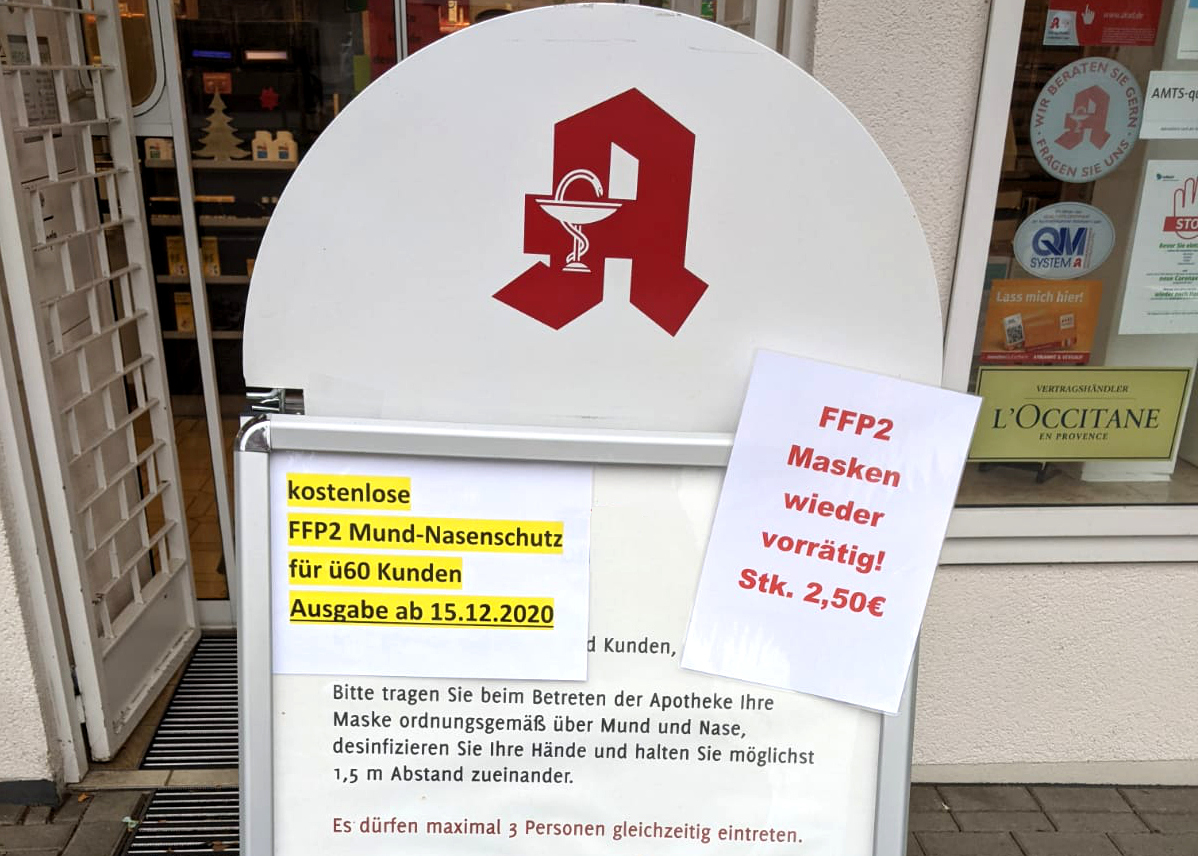 kostenlose
FFP2 Mund-Nasenschutz
für ü60 Kunden
Ausgabe ab 15.12.2020
FFP2
Masken
wieder
vorrätig!
Stk. 2,50€
d Kunden,
Bitte tragen Sie beim Betreten der Apotheke Ihre
Maske ordnungsgemäß über Mund und Nase,
desinfizieren Sie Ihre Hände und halten Sie möglichst
1,5 m Abstand zueinander.
Es dürfen maximal 3 Personen gleichzeitig eintreten.
WIR BERATEN SIE GERN
FRAGEN SIE UNS
AMTS-
QM
SYSTEM
STO
Lass mich hier!
VERTRAGSHÄNDLER
L'OCCITANE
EN PROVENCE